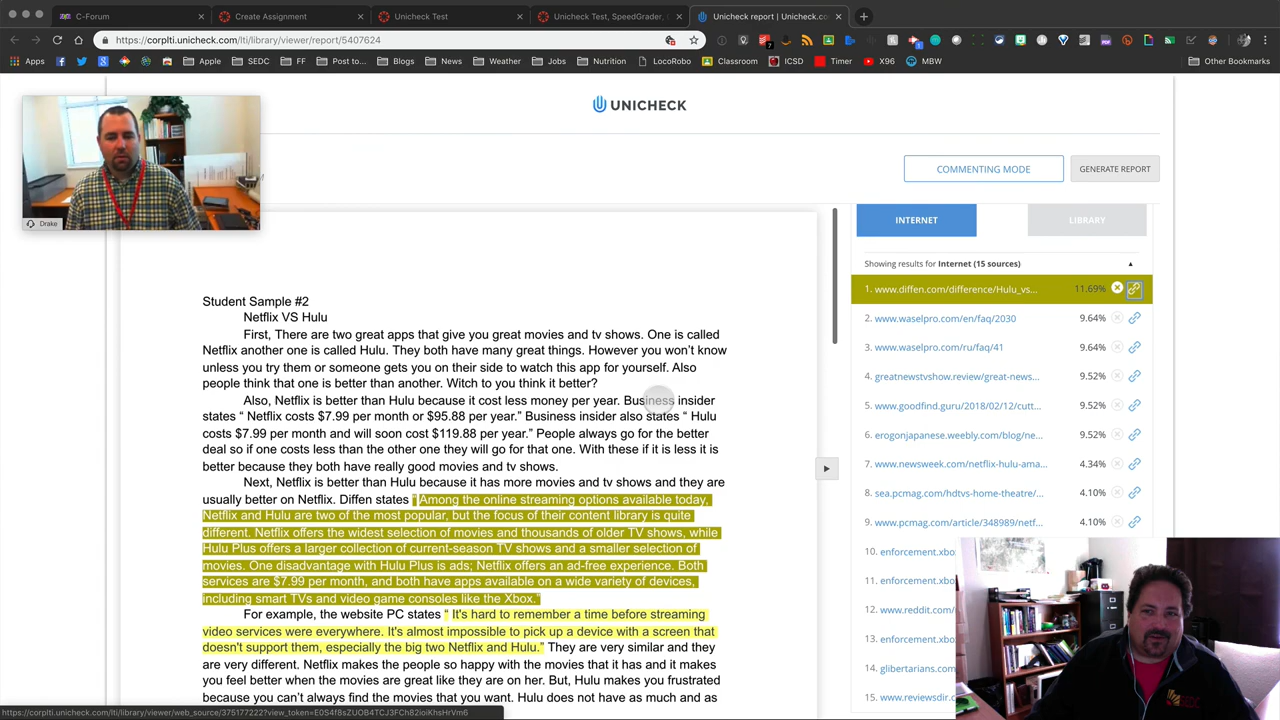 C-Forum
Create Assignment
Unicheck Test
Unicheck Test, SpeedGrader,
Unicheck report | Unicheck.co
https://corplti.unicheck.com/lti/library/viewer/report/5407624
Apps
Apple
SEDC
FF
Post to...
Blogs
News
Weather
Jobs
Nutrition
LocoRobo
Classroom
ICSD
Timer
X96
MBW
Other Bookmarks
UNICHECK
COMMENTING MODE
GENERATE REPORT
Drake
INTERNET
LIBRARY
Showing results for Internet (15 sources)
1. www.diffen.com/difference/Hulu_vs... 11.69%
2. www.waselpro.com/en/faq/2030 9.64%
3. www.waselpro.com/ru/faq/41 9.64%
4. greatnewstvshow.review/great-news... 9.52%
5. www.goodfind.guru/2018/02/12/cutt... 9.52%
6. erogonjapanese.weebly.com/blog/ne... 9.52%
7. www.newsweek.com/netflix-hulu-ama... 4.34%
8. sea.pcmag.com/hdtvs-home-theatre/... 4.10%
9. www.pcmag.com/article/348989/netf... 4.10%
10. enforcement.xbo
11. enforcement.xbo
12. www.reddit.com/
13. enforcement.xbo
14. glibertarians.com
15. www.reviewsdir.
Student Sample #2
Netflix VS Hulu
First, There are two great apps that give you great movies and tv shows. One is called
Netflix another one is called Hulu. They both have many great things. However you won’t know
unless you try them or someone gets you on their side to watch this app for yourself. Also
people think that one is better than another. Witch to you think it better?
Also, Netflix is better than Hulu because it cost less money per year. Business insider
states “ Netflix costs $7.99 per month or $95.88 per year.” Business insider also states “ Hulu
costs $7.99 per month and will soon cost $119.88 per year.” People always go for the better
deal so if one costs less than the other one they will go for that one. With these if it is less it is
better because they both have really good movies and tv shows.
Next, Netflix is better than Hulu because it has more movies and tv shows and they are
usually better on Netflix. Diffen states “Among the online streaming options available today,
Netflix and Hulu are two of the most popular, but the focus of their content library is quite
different. Netflix offers the widest selection of movies and thousands of older TV shows, while
Hulu Plus offers a larger collection of current-season TV shows and a smaller selection of
movies. One disadvantage with Hulu Plus is ads; Netflix offers an ad-free experience. Both
services are $7.99 per month, and both have apps available on a wide variety of devices,
including smart TVs and video game consoles like the Xbox.”
For example, the website PC states “ It's hard to remember a time before streaming
video services were everywhere. It's almost impossible to pick up a device with a screen that
doesn't support them, especially the big two Netflix and Hulu.” They are very similar and they
are very different. Netflix makes the people so happy with the movies that it has and it makes
you feel better when the movies are great like they are on her. But, Hulu makes you frustrated
because you can’t always find the movies that you want. Hulu does not have as much and as